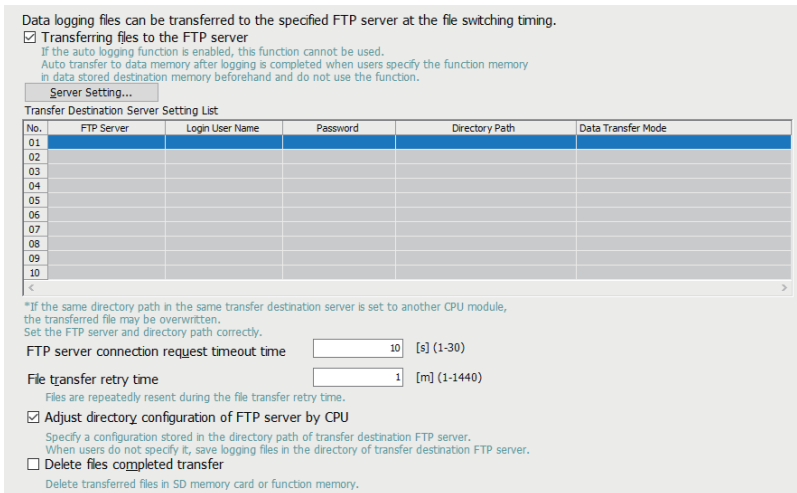 Data logging files can be transferred to the specified FTP server at the file switching timing.
Transferring files to the FTP server
If the auto logging function is enabled, this function cannot be used.
Auto transfer to data memory after logging is completed when users specify the function memory
in data stored destination memory beforehand and do not use the function.
Server Setting...
Transfer Destination Server Setting List
No. FTP Server Login User Name Password Directory Path Data Transfer Mode
01
02
03
04
05
06
07
08
09
10
*If the same directory path in the same transfer destination server is set to another CPU module,
the transferred file may be overwritten.
Set the FTP server and directory path correctly.
FTP server connection request timeout time 10 [s] (1-30)
File transfer retry time 1 [m] (1-1440)
Files are repeatedly resent during the file transfer retry time.
Adjust directory configuration of FTP server by CPU
Specify a configuration stored in the directory path of transfer destination FTP server.
When users do not specify it, save logging files in the directory of transfer destination FTP server.
Delete files completed transfer
Delete transferred files in SD memory card or function memory.